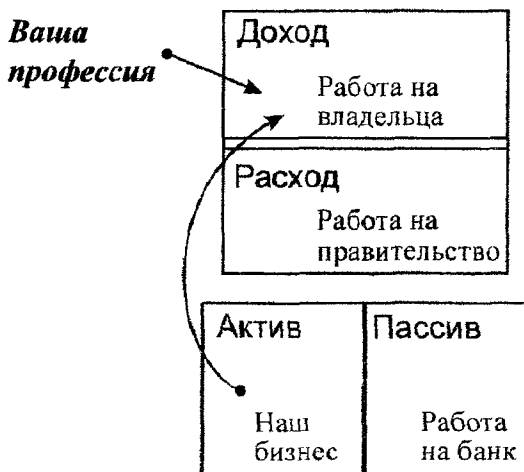 Ваша
профессия
Доход
Работа на
владельца
Расход
Работа на
правительство
Актив
Наш
бизнес
Пассив
Работа
на банк